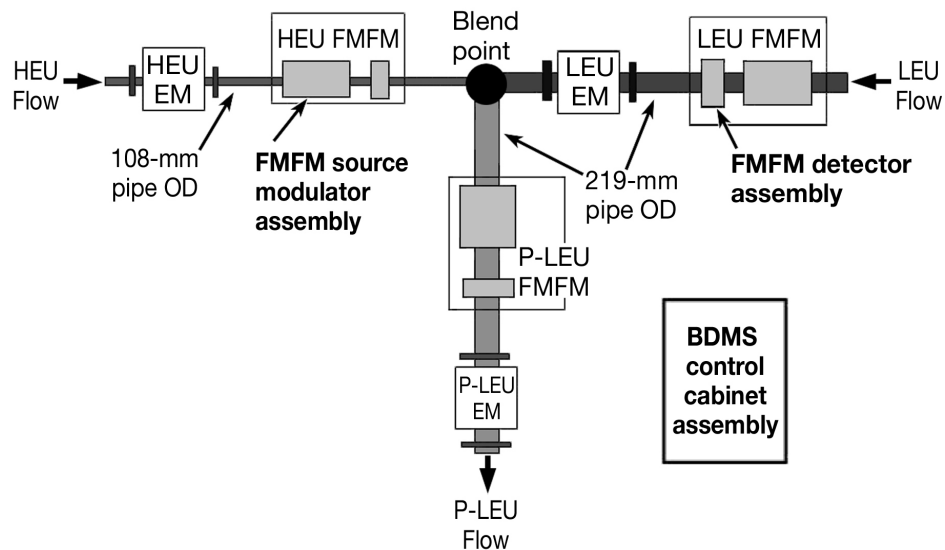 Blend
point
HEU
Flow
HEU
EM
HEU FMFM
LEU
EM
LEU FMFM
LEU
Flow
108-mm
pipe OD
FMFM source
modulator
assembly
219-mm
pipe OD
FMFM detector
assembly
P-LEU
FMFM
BDMS
control
cabinet
assembly
P-LEU
EM
P-LEU
Flow